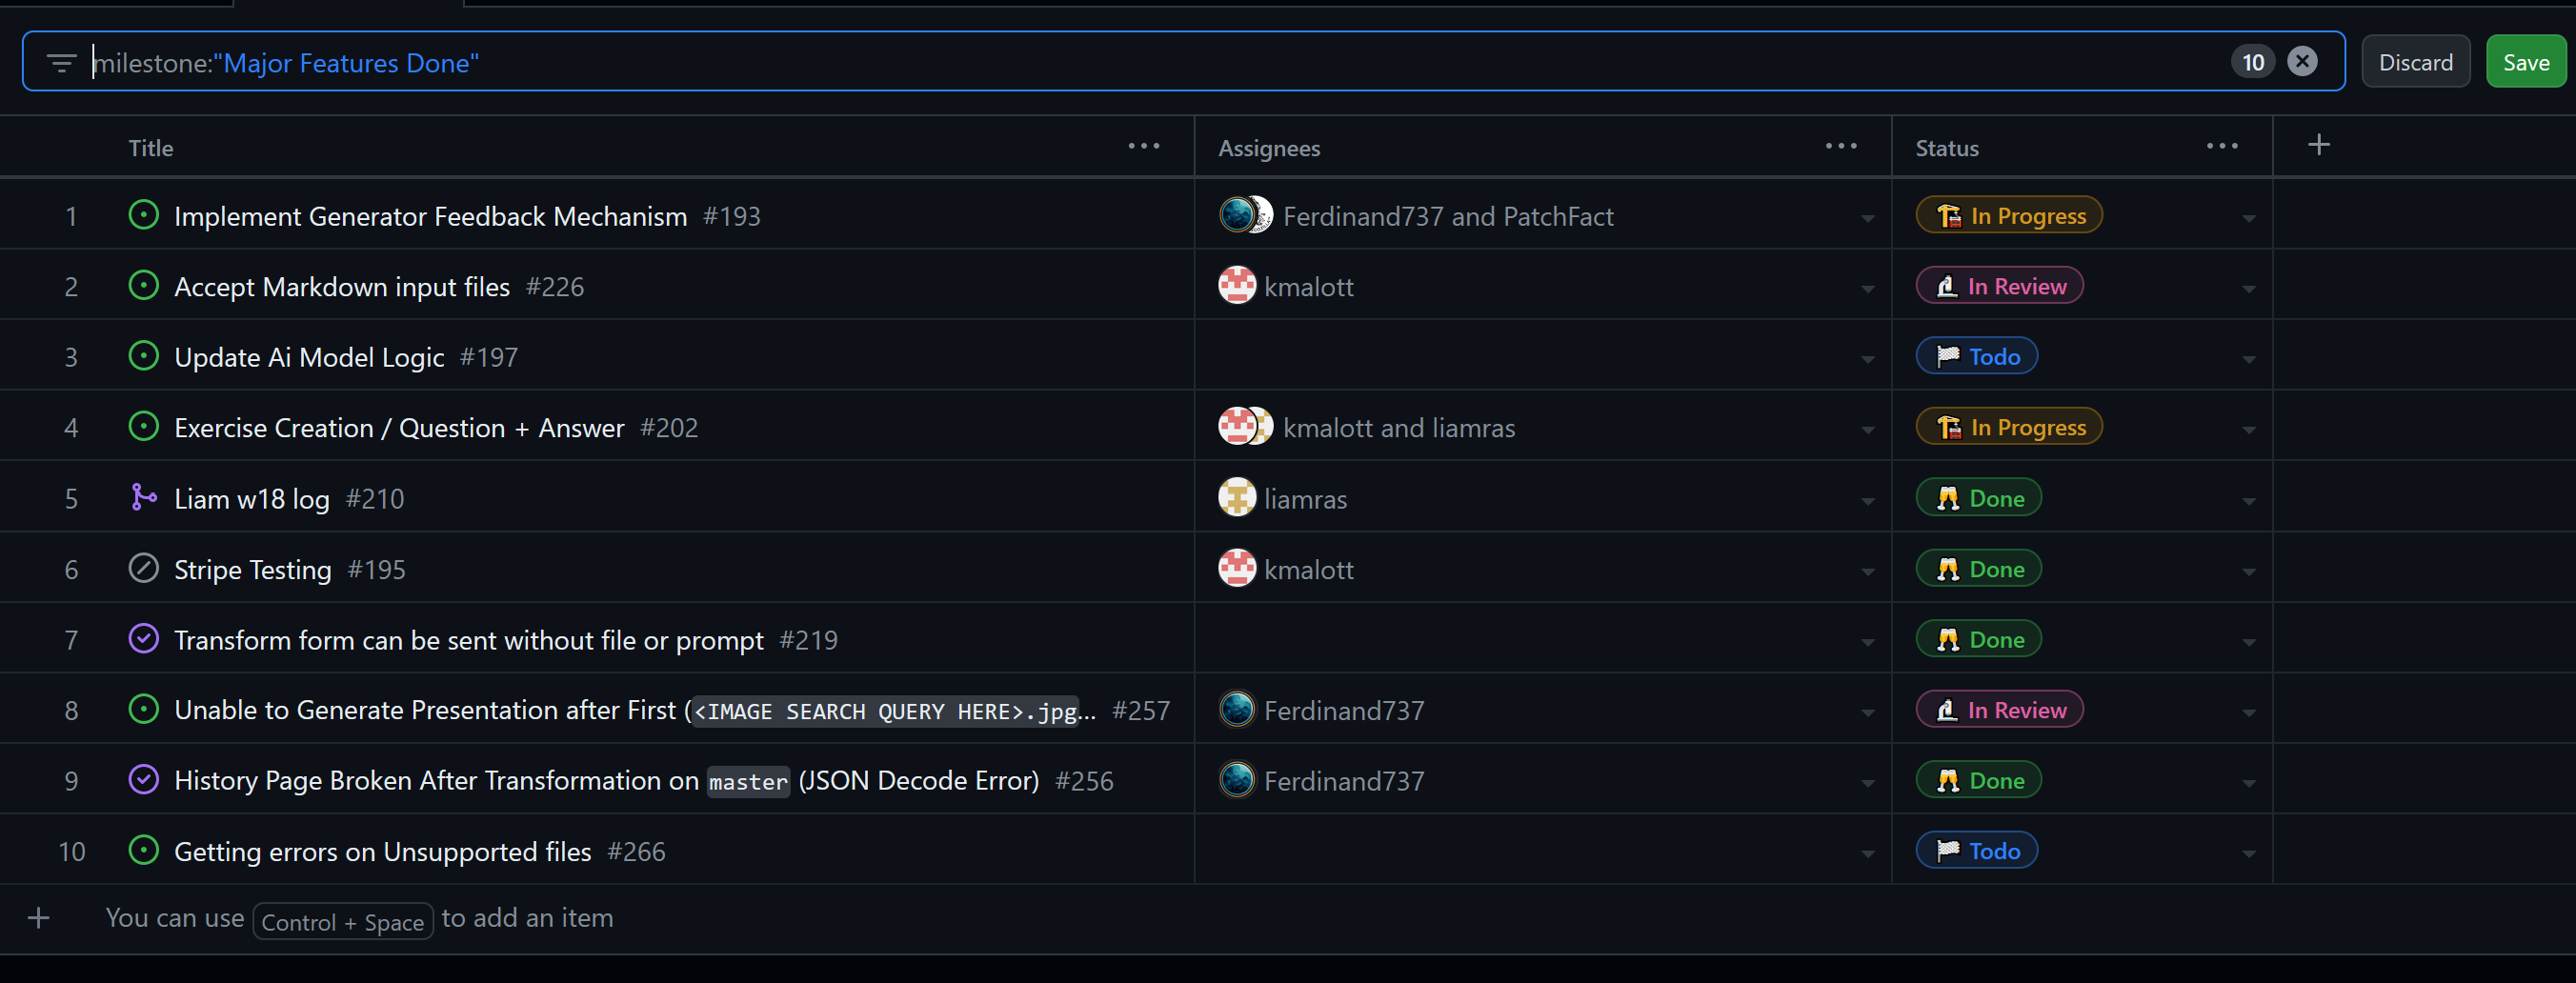 milestone:"Major Features Done" 10 Discard Save
Title Assignees Status
1 Implement Generator Feedback Mechanism #193 Ferdinand737 and PatchFact In Progress
2 Accept Markdown input files #226 kmalott In Review
3 Update Ai Model Logic #197 Todo
4 Exercise Creation / Question + Answer #202 kmalott and liamras In Progress
5 Liam w18 log #210 liamras Done
6 Stripe Testing #195 kmalott Done
7 Transform form can be sent without file or prompt #219 Done
8 Unable to Generate Presentation after First (<IMAGE SEARCH QUERY HERE>.jpg... #257 Ferdinand737 In Review
9 History Page Broken After Transformation on master (JSON Decode Error) #256 Ferdinand737 Done
10 Getting errors on Unsupported files #266 Todo
You can use Control + Space to add an item